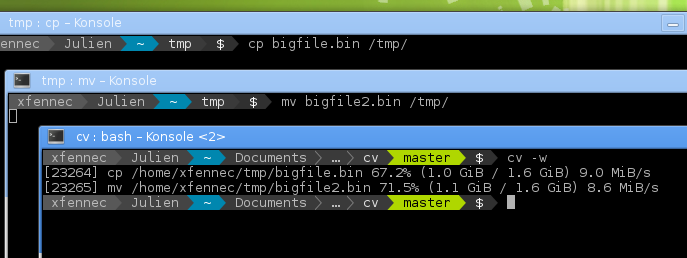 tmp : cp – Konsole
ennec Julien ~ tmp $ cp bigfile.bin /tmp/
tmp : mv – Konsole
xfennec Julien ~ tmp $ mv bigfile2.bin /tmp/
cv : bash – Konsole <2>
xfennec Julien ~ Documents … cv master $ cv -w
[23264] cp /home/xfennec/tmp/bigfile.bin 67.2% (1.0 GiB / 1.6 GiB) 9.0 MiB/s
[23265] mv /home/xfennec/tmp/bigfile2.bin 71.5% (1.1 GiB / 1.6 GiB) 8.6 MiB/s
xfennec Julien ~ Documents … cv master $